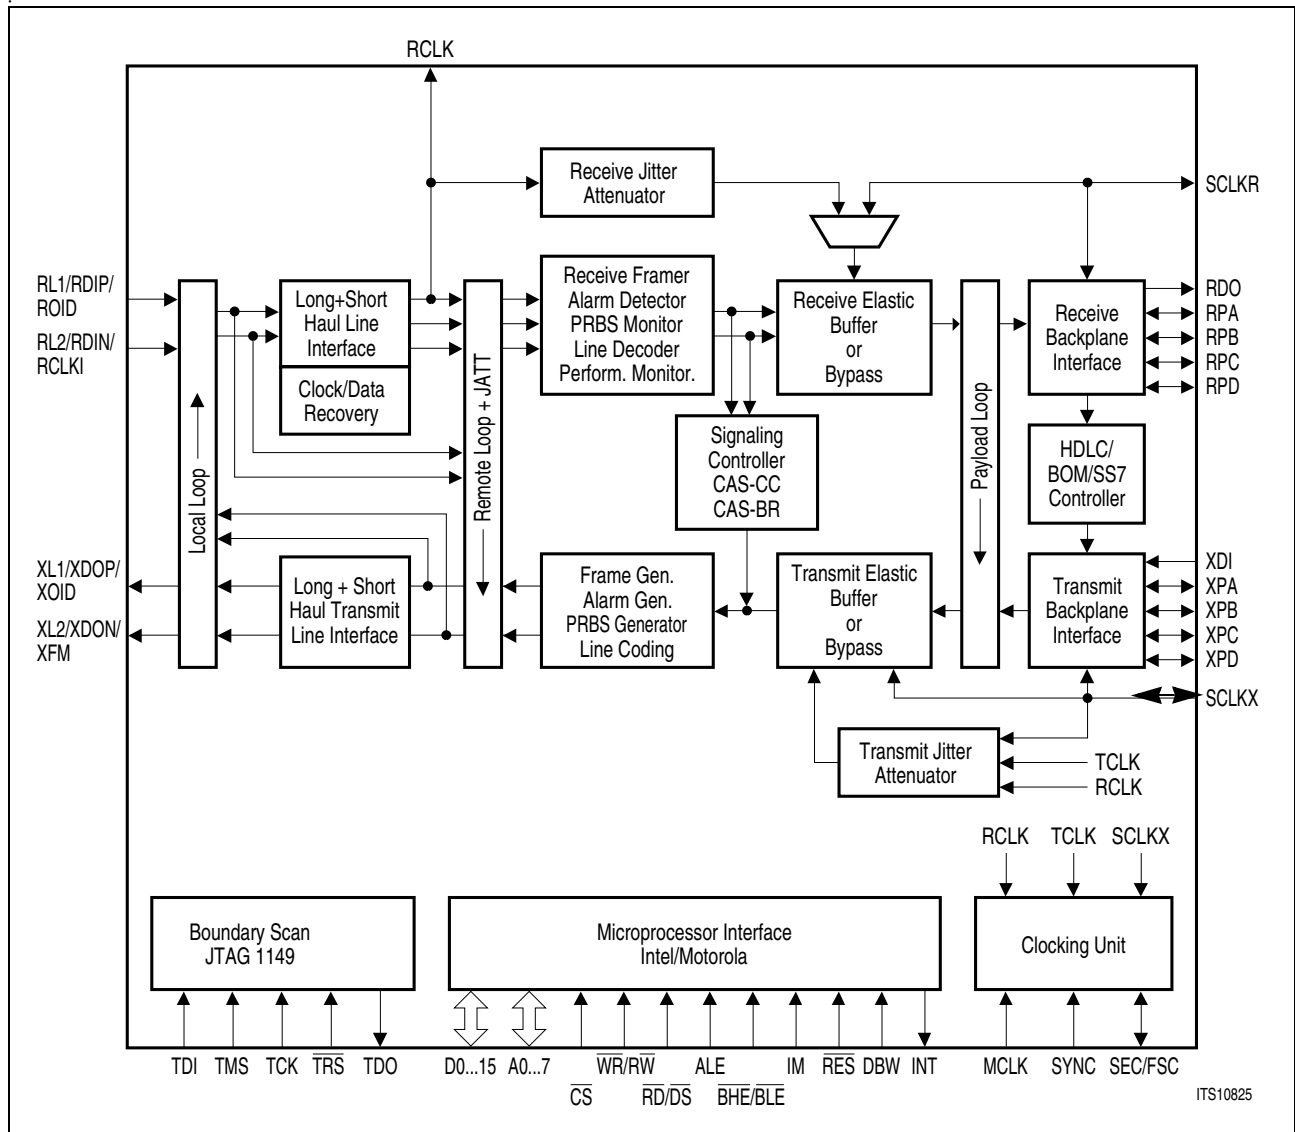 RCLK
Receive Jitter
Attenuator
SCLKR
RL1/RDIP/
ROID
RL2/RDIN/
RCLKI
Long+Short
Haul Line
Interface
Clock/Data
Recovery
Receive Framer
Alarm Detector
PRBS Monitor
Line Decoder
Perform. Monitor.
Receive Elastic
Buffer
or
Bypass
Receive
Backplane
Interface
RDO
RPA
RPB
RPC
RPD
Local Loop
Remote Loop + JATT
Payload Loop
Signaling
Controller
CAS-CC
CAS-BR
HDLC/
BOM/SS7
Controller
XL1/XDOP/
XOID
XL2/XDON/
XFM
Long + Short
Haul Transmit
Line Interface
Frame Gen.
Alarm Gen.
PRBS Generator
Line Coding
Transmit Elastic
Buffer
or
Bypass
Transmit
Backplane
Interface
XDI
XPA
XPB
XPC
XPD
SCLKX
Transmit Jitter
Attenuator
TCLK
RCLK
RCLK TCLK SCLKX
Boundary Scan
JTAG 1149
Microprocessor Interface
Intel/Motorola
Clocking Unit
TDI TMS TCK TRS TDO D0...15 A0...7 WR/RW ALE IM RES DBW INT MCLK SYNC SEC/FSC
CS RD/DS BHE/BLE
ITS10825